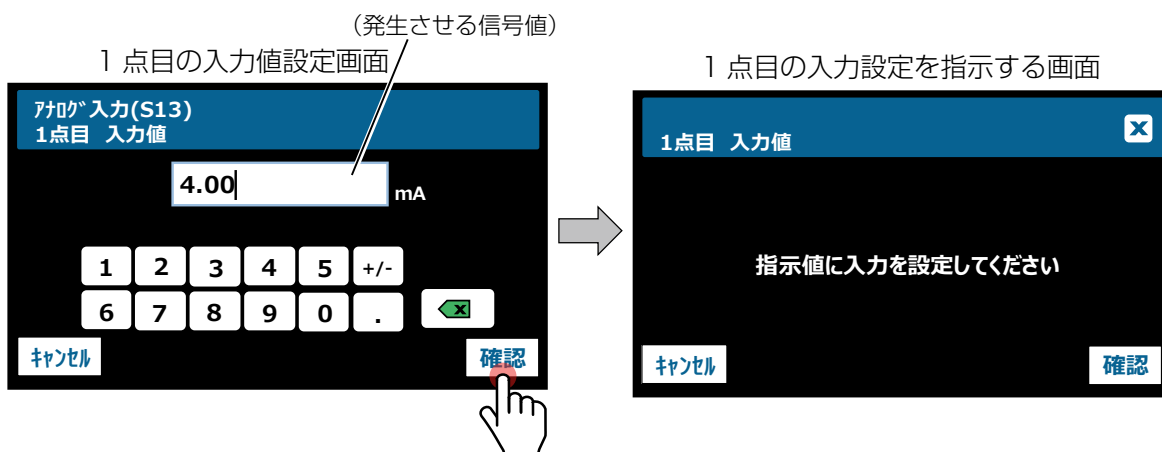 （発生させる信号値）
1 点目の入力値設定画面
ｱﾅﾛｸﾞ入力(S13)
1点目 入力値
4.00
mA
1 2 3 4 5 +/-
6 7 8 9 0 .
x
ｷｬﾝｾﾙ
確認
1 点目の入力設定を指示する画面
1点目 入力値
x
指示値に入力を設定してください
ｷｬﾝｾﾙ
確認